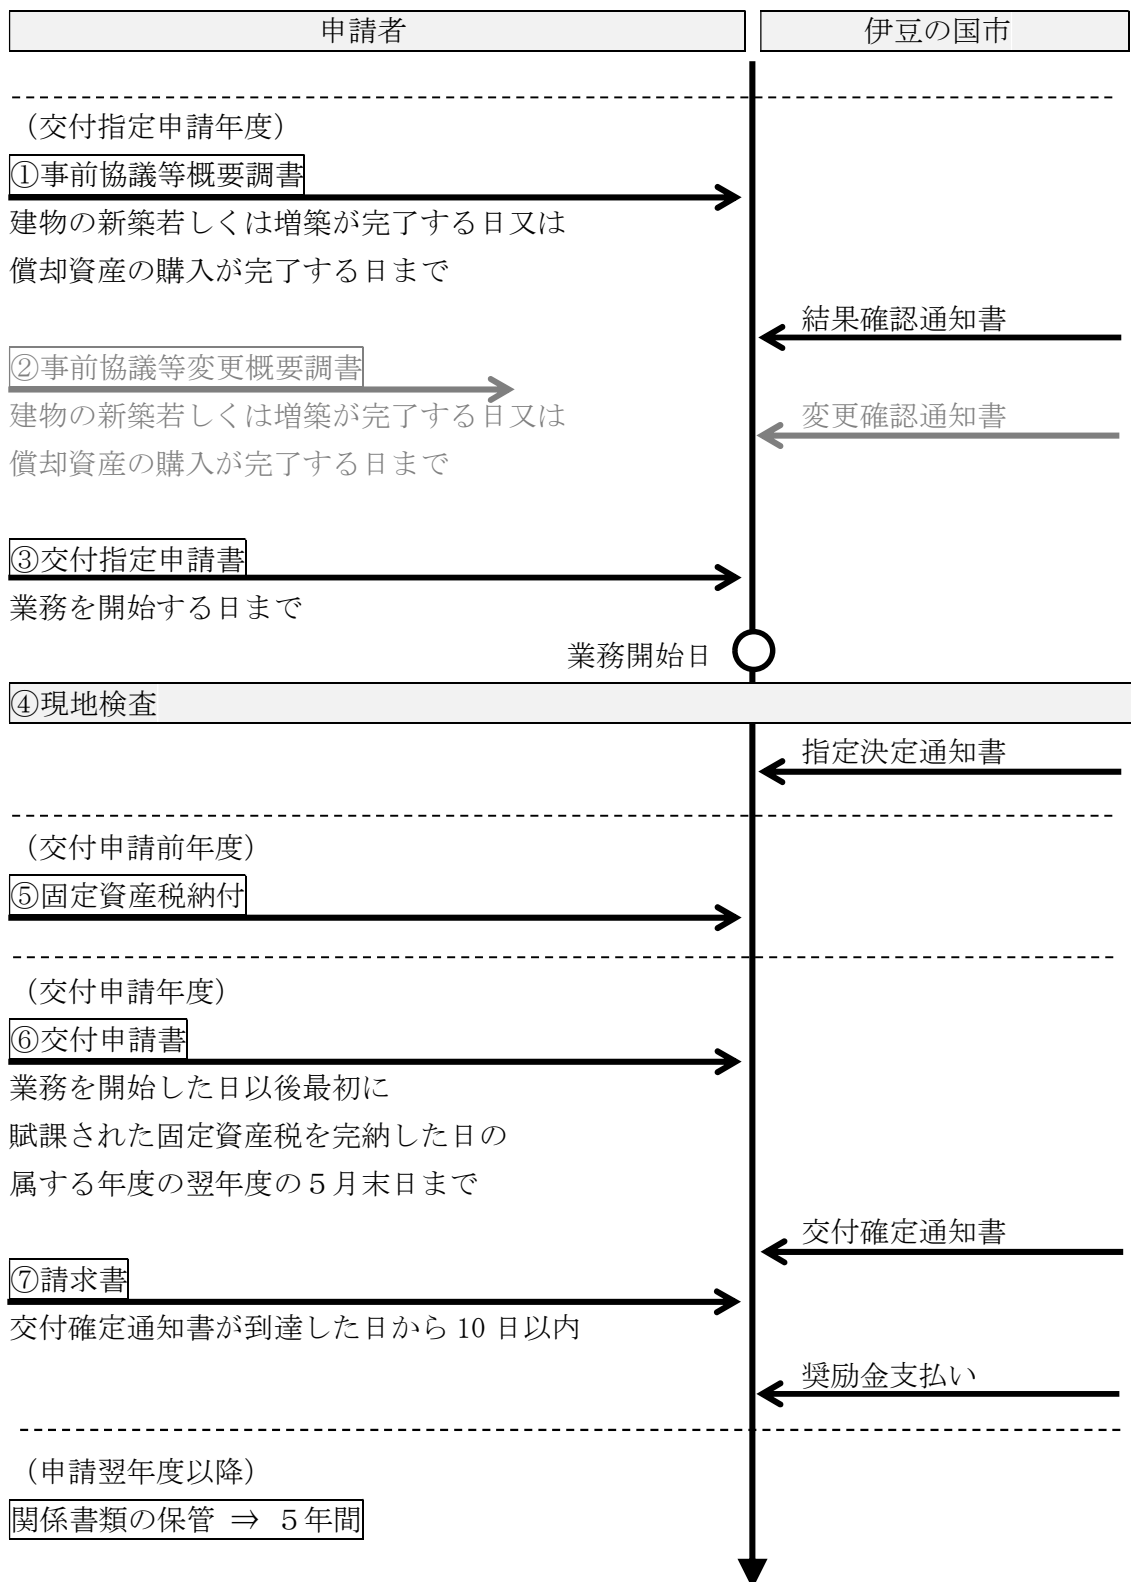 申請者
伊豆の国市
（交付指定申請年度）
①事前協議等概要調書
建物の新築若しくは増築が完了する日又は
償却資産の購入が完了する日まで
結果確認通知書
②事前協議等変更概要調書
建物の新築若しくは増築が完了する日又は
変更確認通知書
償却資産の購入が完了する日まで
③交付指定申請書
業務を開始する日まで
業務開始日
④現地検査
指定決定通知書
（交付申請前年度）
⑤固定資産税納付
（交付申請年度）
⑥交付申請書
業務を開始した日以後最初に
賦課された固定資産税を完納した日の
属する年度の翌年度の５月末日まで
交付確定通知書
⑦請求書
交付確定通知書が到達した日から 10 日以内
奨励金支払い
（申請翌年度以降）
関係書類の保管 ⇒ ５年間